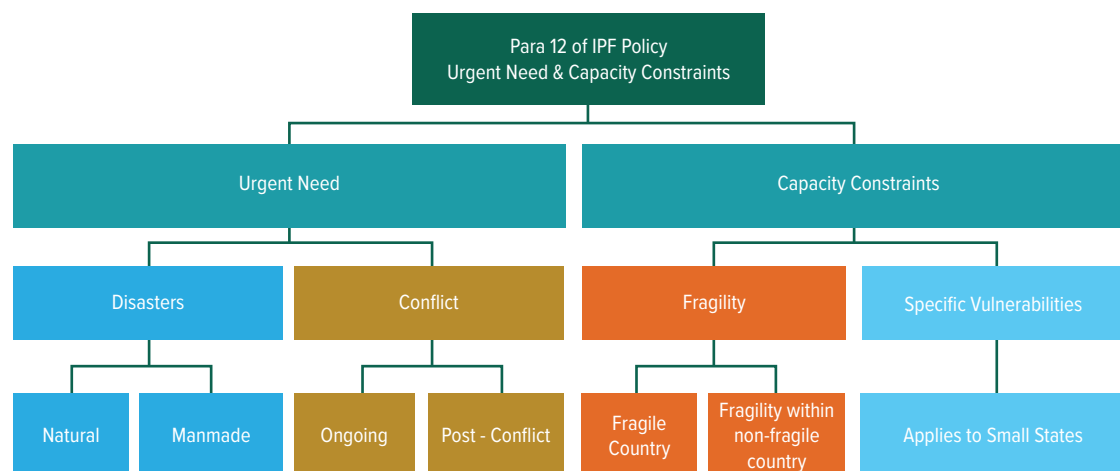 Para 12 of IPF Policy
Urgent Need & Capacity Constraints
Urgent Need
Capacity Constraints
Disasters
Conflict
Fragility
Specific Vulnerabilities
Natural
Manmade
Ongoing
Post - Conflict
Fragile
Country
Fragility within
non-fragile
country
Applies to Small States